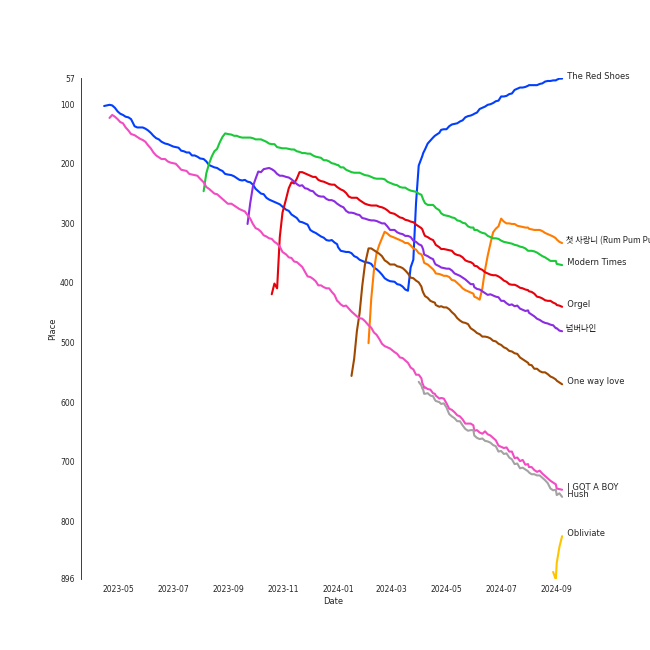 57
100
200
300
400
500
600
700
800
896
Place
2023-05
2023-07
2023-09
2023-11
2024-01
2024-03
2024-05
2024-07
2024-09
Date
The Red Shoes
첫 사랑니 (Rum Pum Pu
Modern Times
Orgel
넘버나인
One way love
I GOT A BOY
Hush
Obliviate